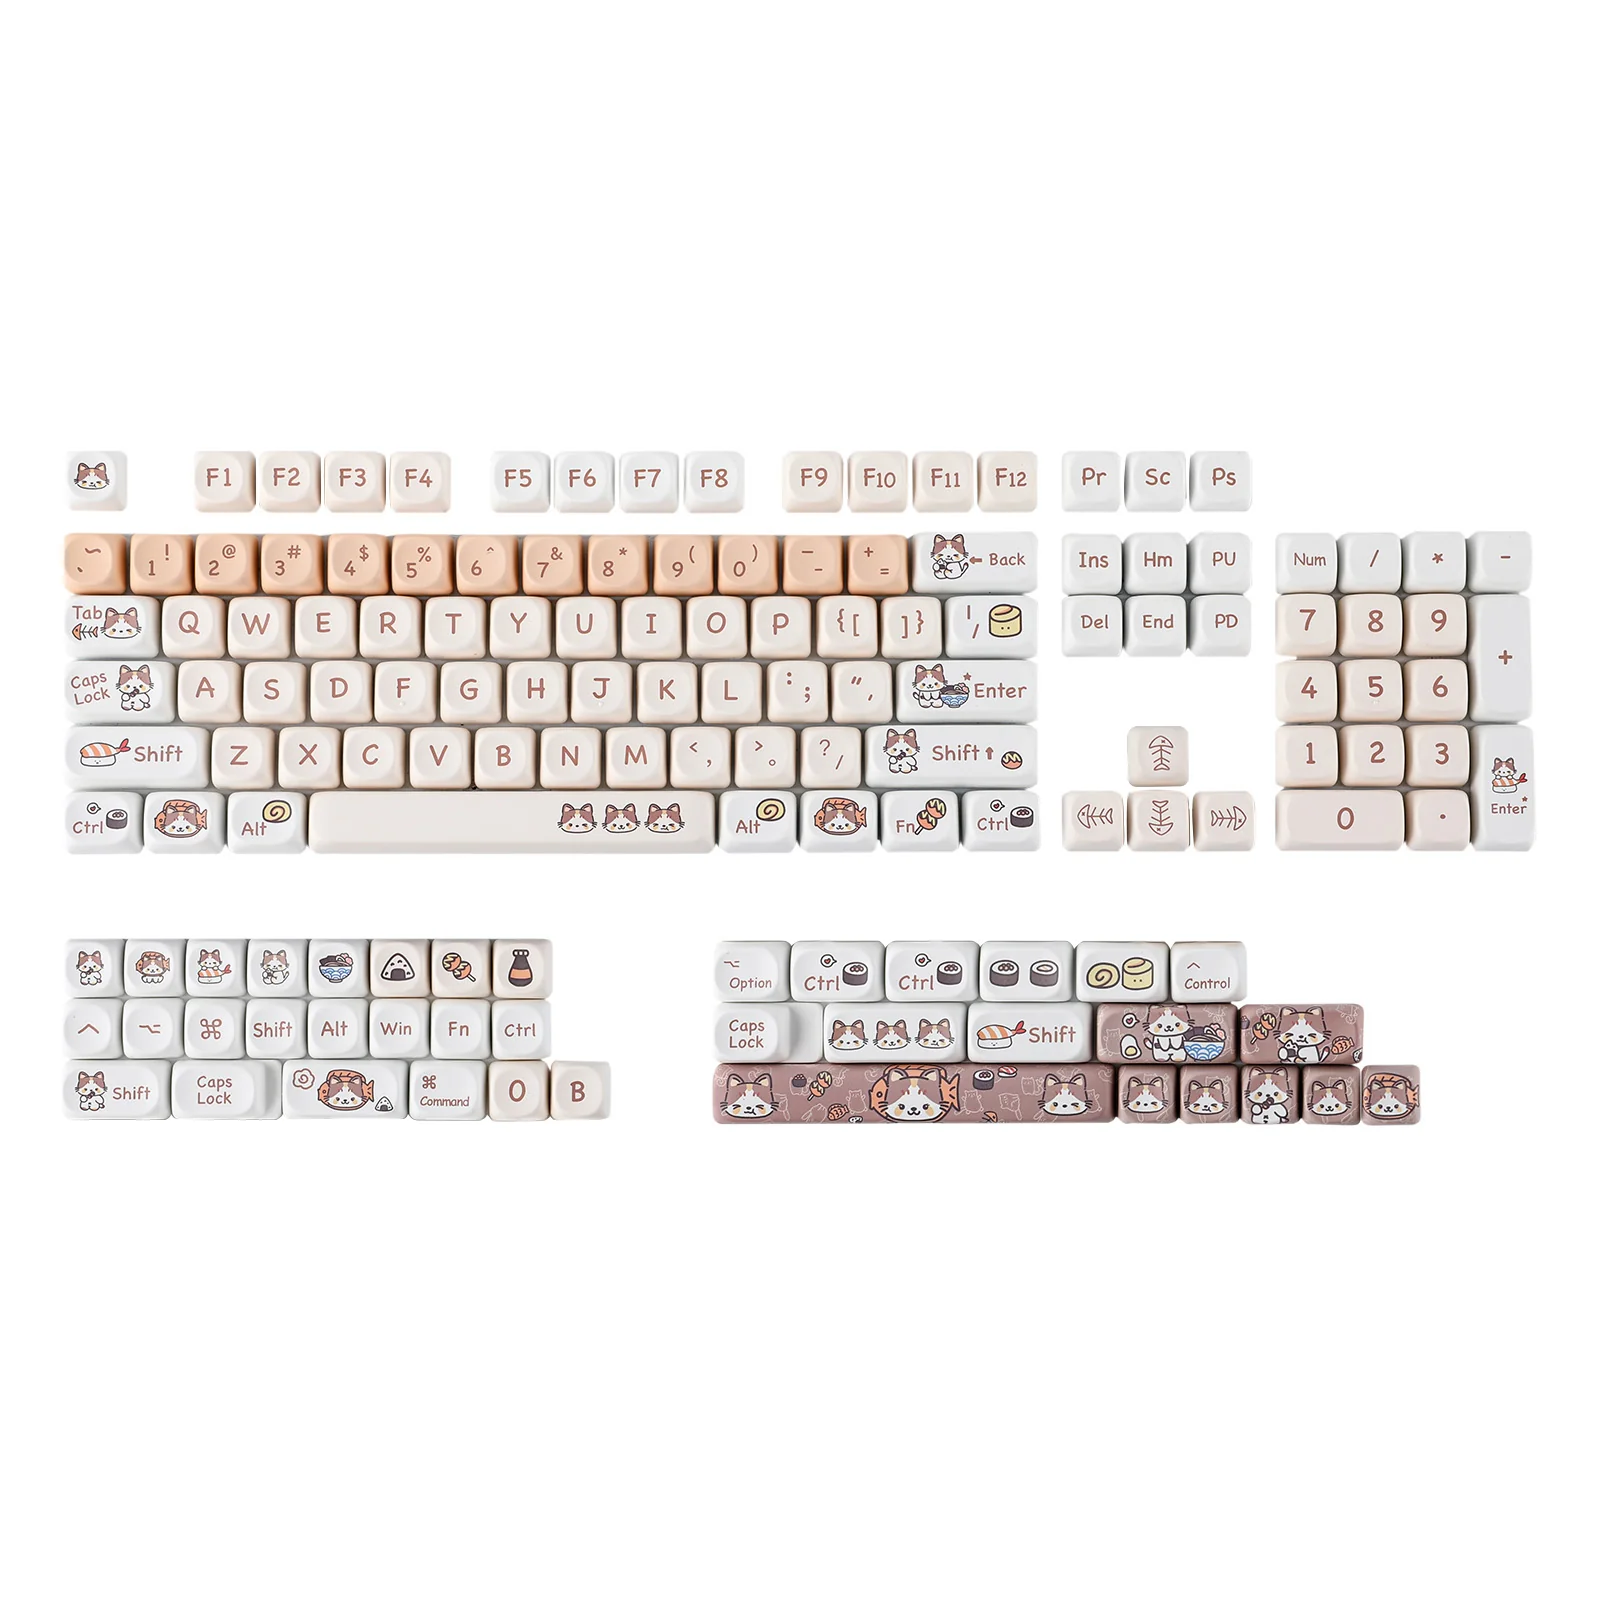 F1 F2 F3 F4 F5 F6 F7 F8 F9 F10 F11 F12 Pr Sc Ps
~ ` 1 ! 2 @ 3 # 4 $ 5 % 6 ^ 7 & 8 * 9 ( 0 ) — - + = ← Back Ins Hm PU Num / * -
Tab Q W E R T Y U I O P { [ ] } | / Del End PD 7 8 9 +
Caps Lock A S D F G H J K L : ; " , Enter 4 5 6
Shift Z X C V B N M < , > . ? / Shift ↑ 1 2 3 Enter
Ctrl Alt Alt Fn Ctrl 0 .
Option Ctrl Ctrl ^ Control
^ ⌥ ⌘ Shift Alt Win Fn Ctrl Caps Lock Shift
Shift Caps Lock ⌘ Command O B